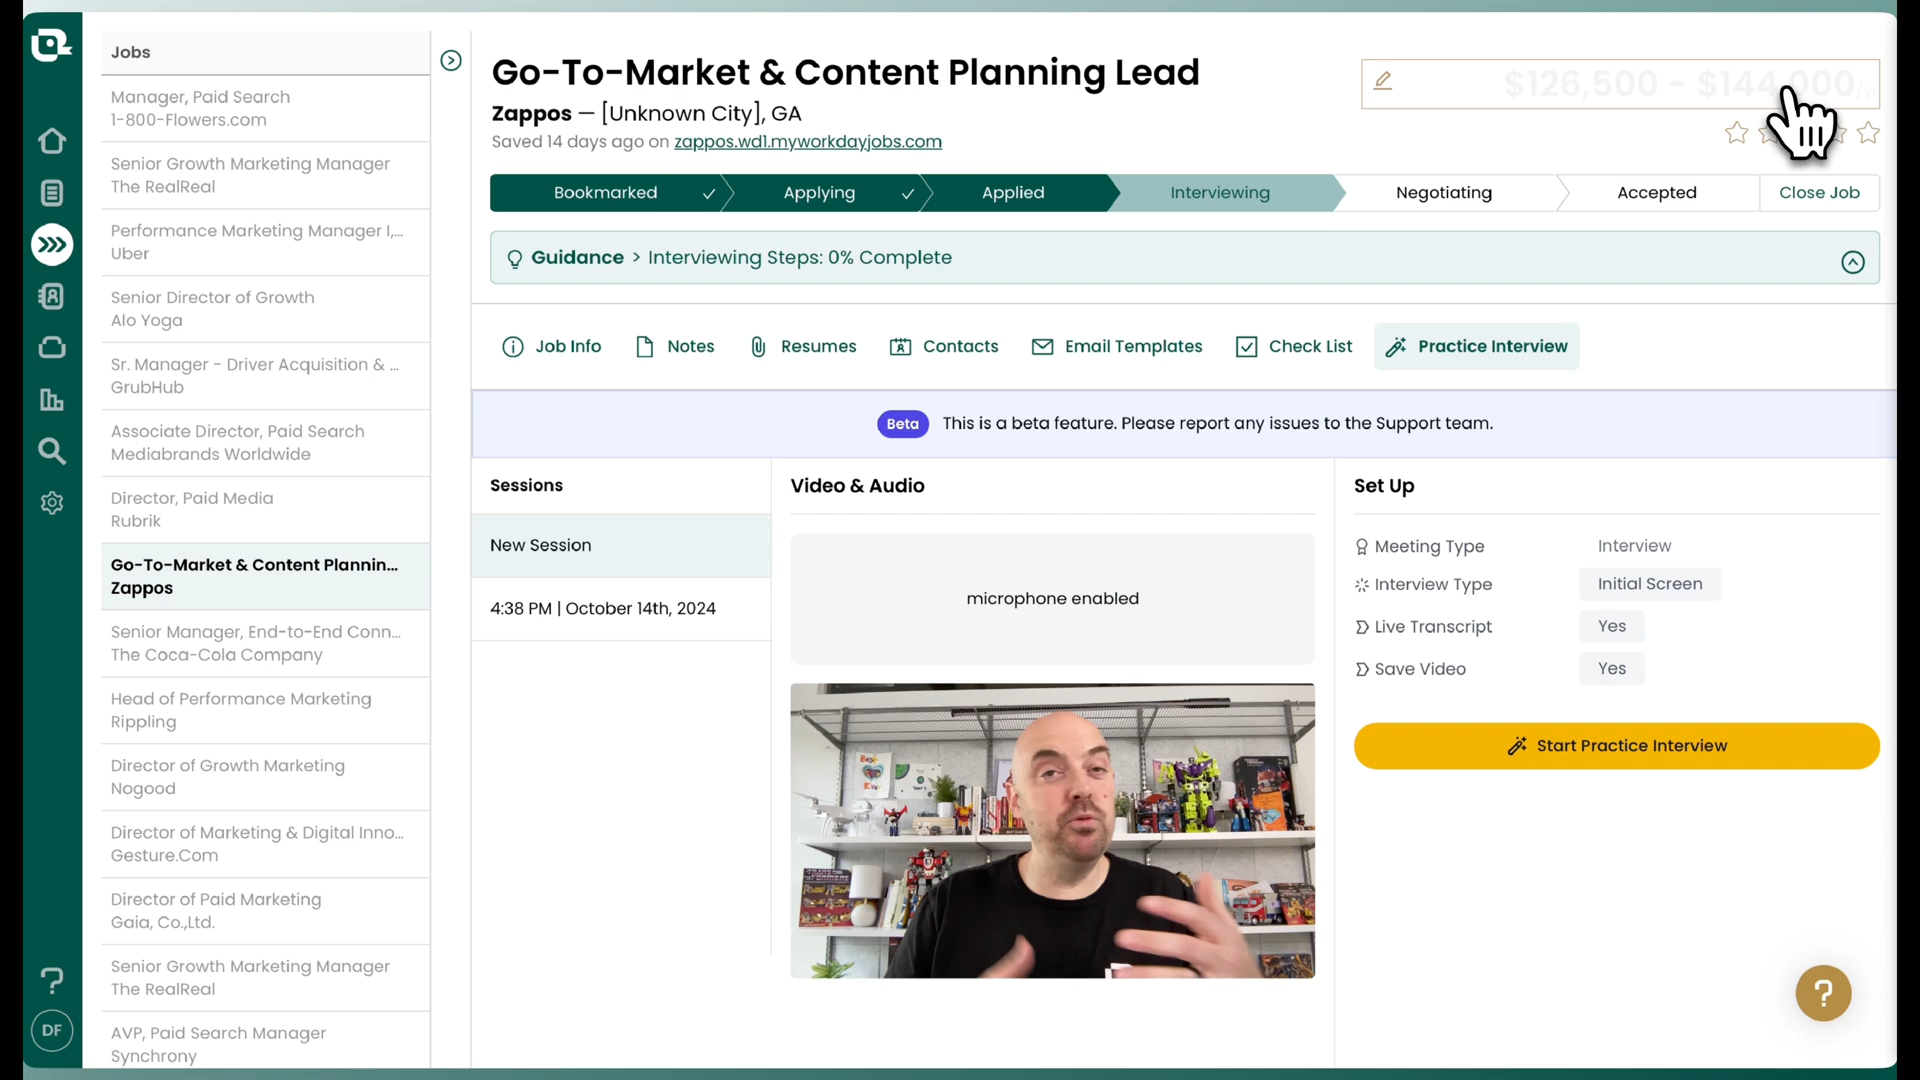 Jobs
Manager, Paid Search
1-800-Flowers.com
Senior Growth Marketing Manager
The RealReal
Performance Marketing Manager I,...
Uber
Senior Director of Growth
Alo Yoga
Sr. Manager - Driver Acquisition & ...
GrubHub
Associate Director, Paid Search
Mediabrands Worldwide
Director, Paid Media
Rubrik
Go-To-Market & Content Plannin...
Zappos
Senior Manager, End-to-End Conn...
The Coca-Cola Company
Head of Performance Marketing
Rippling
Director of Growth Marketing
Nogood
Director of Marketing & Digital Inno...
Gesture.Com
Director of Paid Marketing
Gaia, Co.,Ltd.
Senior Growth Marketing Manager
The RealReal
AVP, Paid Search Manager
Synchrony
?
DF
Go-To-Market & Content Planning Lead
Zappos — [Unknown City], GA
Saved 14 days ago on zappos.wd1.myworkdayjobs.com
$126,500 - $144,000/yr
Bookmarked
Applying
Applied
Interviewing
Negotiating
Accepted
Close Job
Guidance > Interviewing Steps: 0% Complete
Job Info
Notes
Resumes
Contacts
Email Templates
Check List
Practice Interview
Beta This is a beta feature. Please report any issues to the Support team.
Sessions
New Session
4:38 PM | October 14th, 2024
Video & Audio
microphone enabled
Set Up
Meeting Type Interview
Interview Type Initial Screen
Live Transcript Yes
Save Video Yes
Start Practice Interview
?